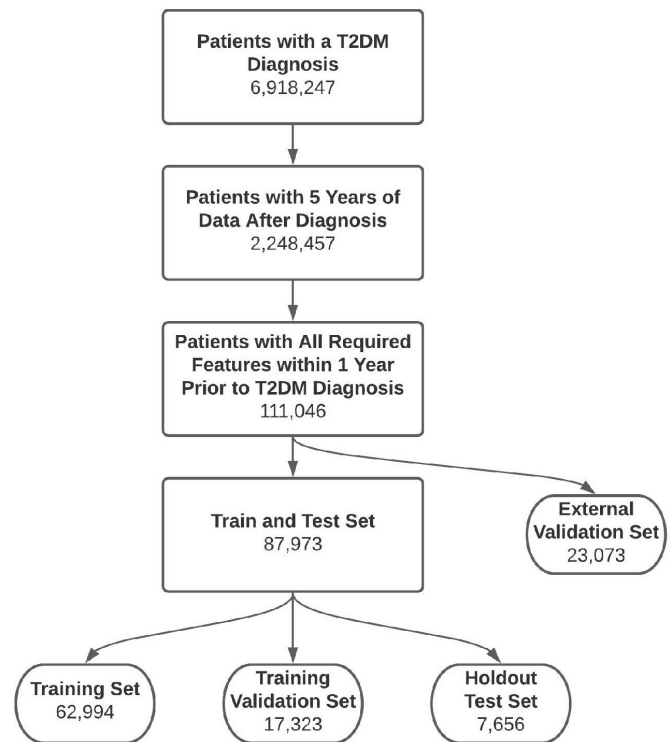 Patients with a T2DM
Diagnosis
6,918,247
Patients with 5 Years of
Data After Diagnosis
2,248,457
Patients with All Required
Features within 1 Year
Prior to T2DM Diagnosis
111,046
Train and Test Set
87,973
External
Validation Set
23,073
Training Set
62,994
Training
Validation Set
17,323
Holdout
Test Set
7,656